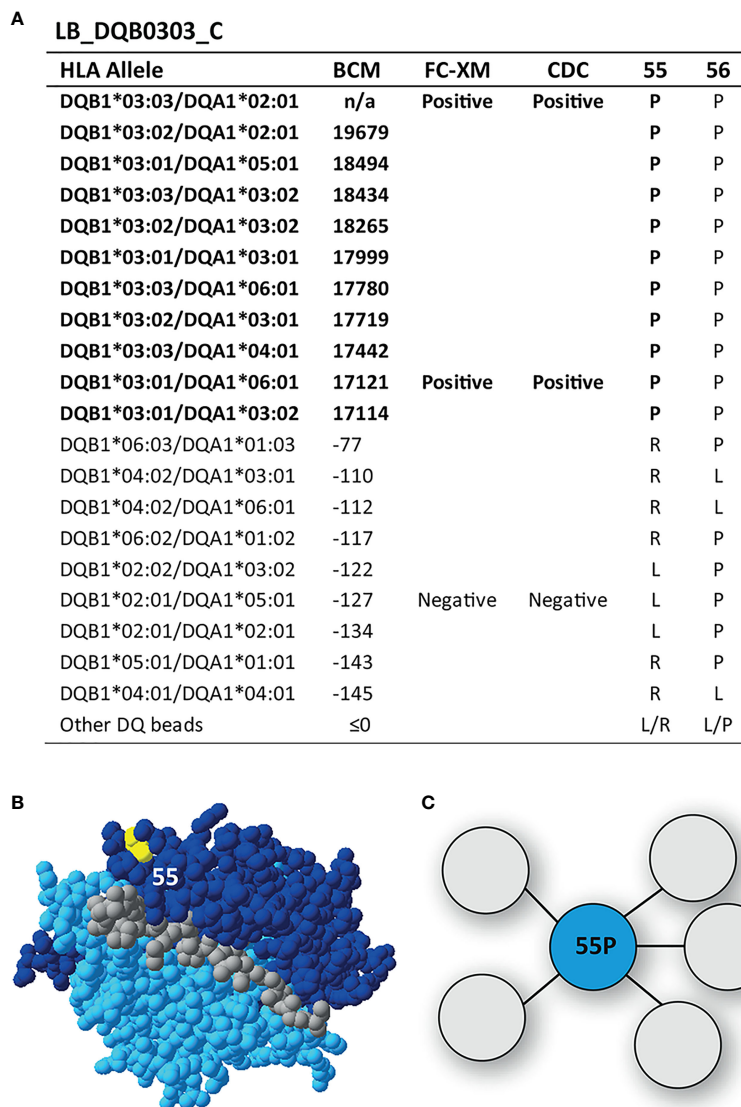 A
LB_DQB0303_C
HLA Allele BCM FC-XM CDC 55 56
DQB1*03:03/DQA1*02:01 n/a Positive Positive P P
DQB1*03:02/DQA1*02:01 19679 P P
DQB1*03:01/DQA1*05:01 18494 P P
DQB1*03:03/DQA1*03:02 18434 P P
DQB1*03:02/DQA1*03:02 18265 P P
DQB1*03:01/DQA1*03:01 17999 P P
DQB1*03:03/DQA1*06:01 17780 P P
DQB1*03:02/DQA1*03:01 17719 P P
DQB1*03:03/DQA1*04:01 17442 P P
DQB1*03:01/DQA1*06:01 17121 Positive Positive P P
DQB1*03:01/DQA1*03:02 17114 P P
DQB1*06:03/DQA1*01:03 -77 R P
DQB1*04:02/DQA1*03:01 -110 R L
DQB1*04:02/DQA1*06:01 -112 R L
DQB1*06:02/DQA1*01:02 -117 R P
DQB1*02:02/DQA1*03:02 -122 L P
DQB1*02:01/DQA1*05:01 -127 Negative Negative L P
DQB1*02:01/DQA1*02:01 -134 L P
DQB1*05:01/DQA1*01:01 -143 R P
DQB1*04:01/DQA1*04:01 -145 R L
Other DQ beads ≤0 L/R L/P
B
55
C
55P